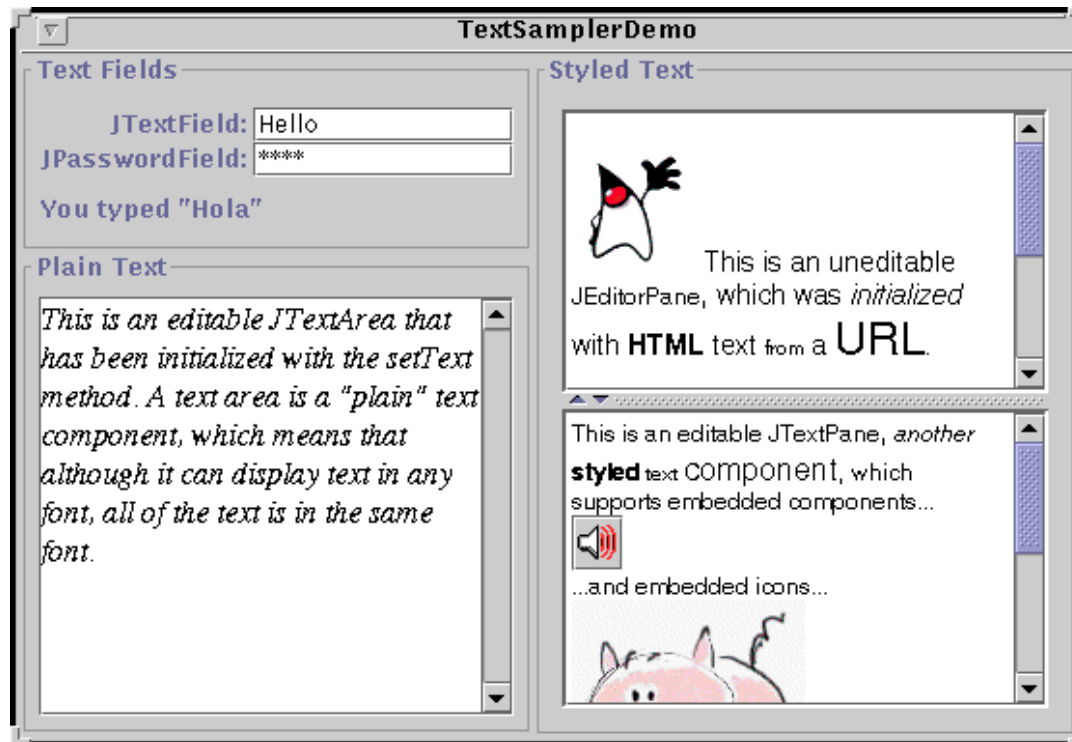 TextSamplerDemo
Text Fields
JTextField: Hello
JPasswordField: ****
You typed "Hola"
Plain Text
This is an editable JTextArea that
has been initialized with the setText
method. A text area is a "plain" text
component, which means that
although it can display text in any
font, all of the text is in the same
font.
Styled Text
This is an uneditable
JEditorPane, which was initialized
with HTML text from a URL.
This is an editable JTextPane, another
styled text component, which
supports embedded components...
...and embedded icons...